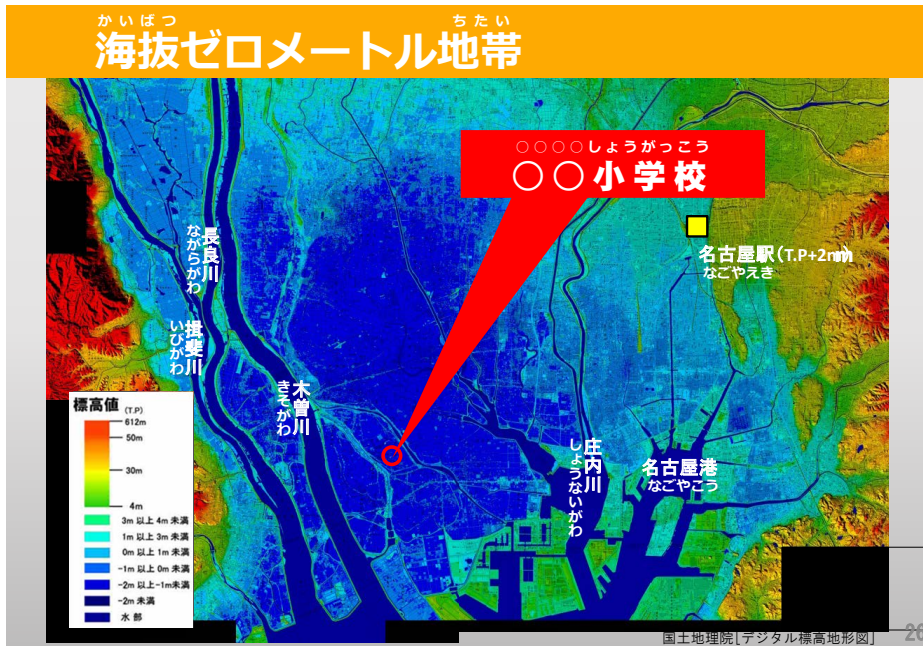 かいばつ ちたい
海抜ゼロメートル地帯
○○○○しょうがっこう
○○小学校
名古屋駅(T.P+2m)
なごやえき
長良川
ながらがわ
揖斐川
いびがわ
木曽川
きそがわ
庄内川
しょうないがわ
名古屋港
なごやこう
標高値 (T.P)
612m
50m
30m
4m
3m 以上 4m 未満
1m 以上 3m 未満
0m 以上 1m 未満
-1m 以上 0m 未満
-2m 以上-1m未満
-2m 未満
水部
国土地理院[デジタル標高地形図]